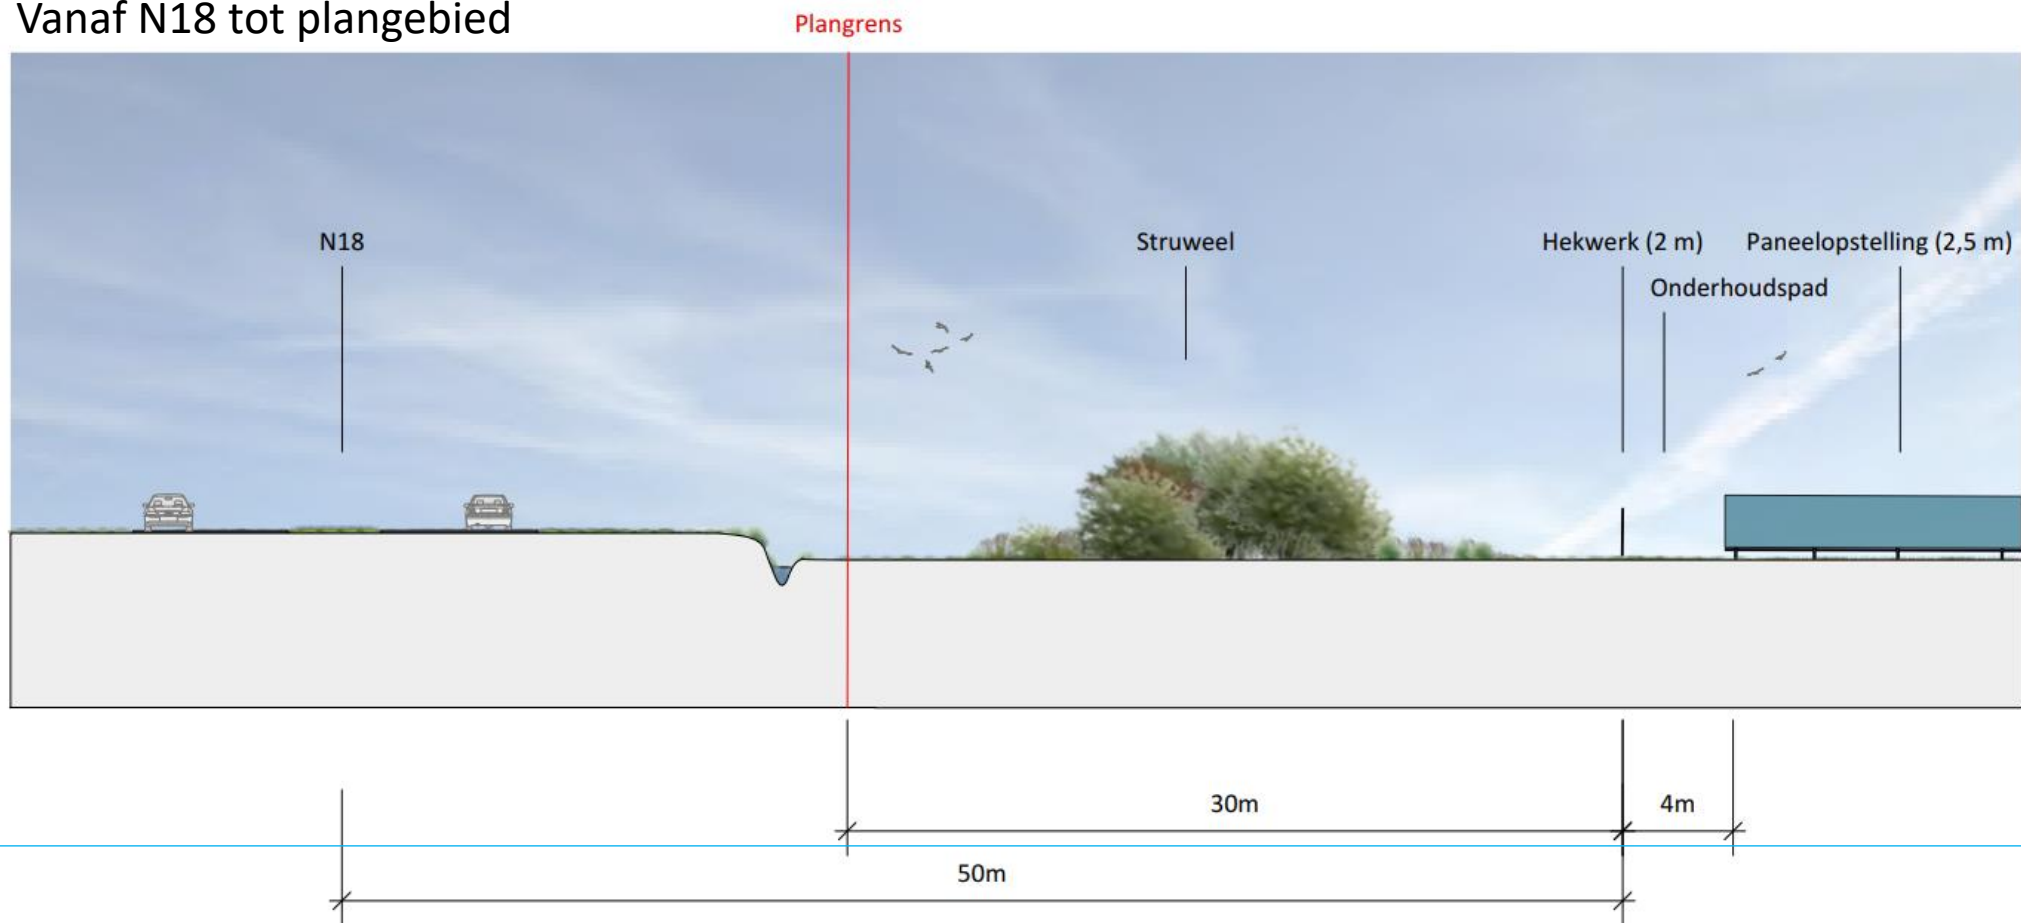 Vanaf N18 tot plangebied
Plangrens
N18
Struweel
Hekwerk (2 m)
Paneelopstelling (2,5 m)
Onderhoudspad
30m
4m
50m